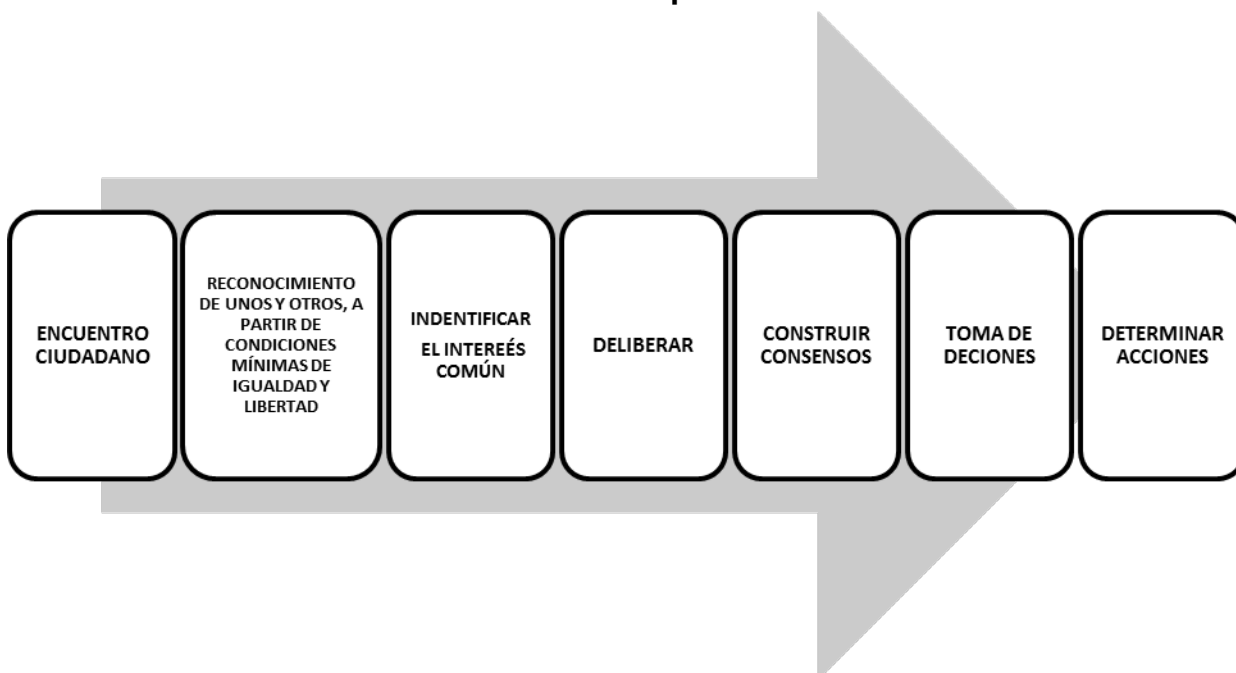 ENCUENTRO
CIUDADANO
RECONOCIMIENTO
DE UNOS Y OTROS, A
PARTIR DE
CONDICIONES
MÍNIMAS DE
IGUALDAD Y
LIBERTAD
INDENTIFICAR
EL INTEREÉS
COMÚN
DELIBERAR
CONSTRUIR
CONSENSOS
TOMA DE
DECIONES
DETERMINAR
ACCIONES